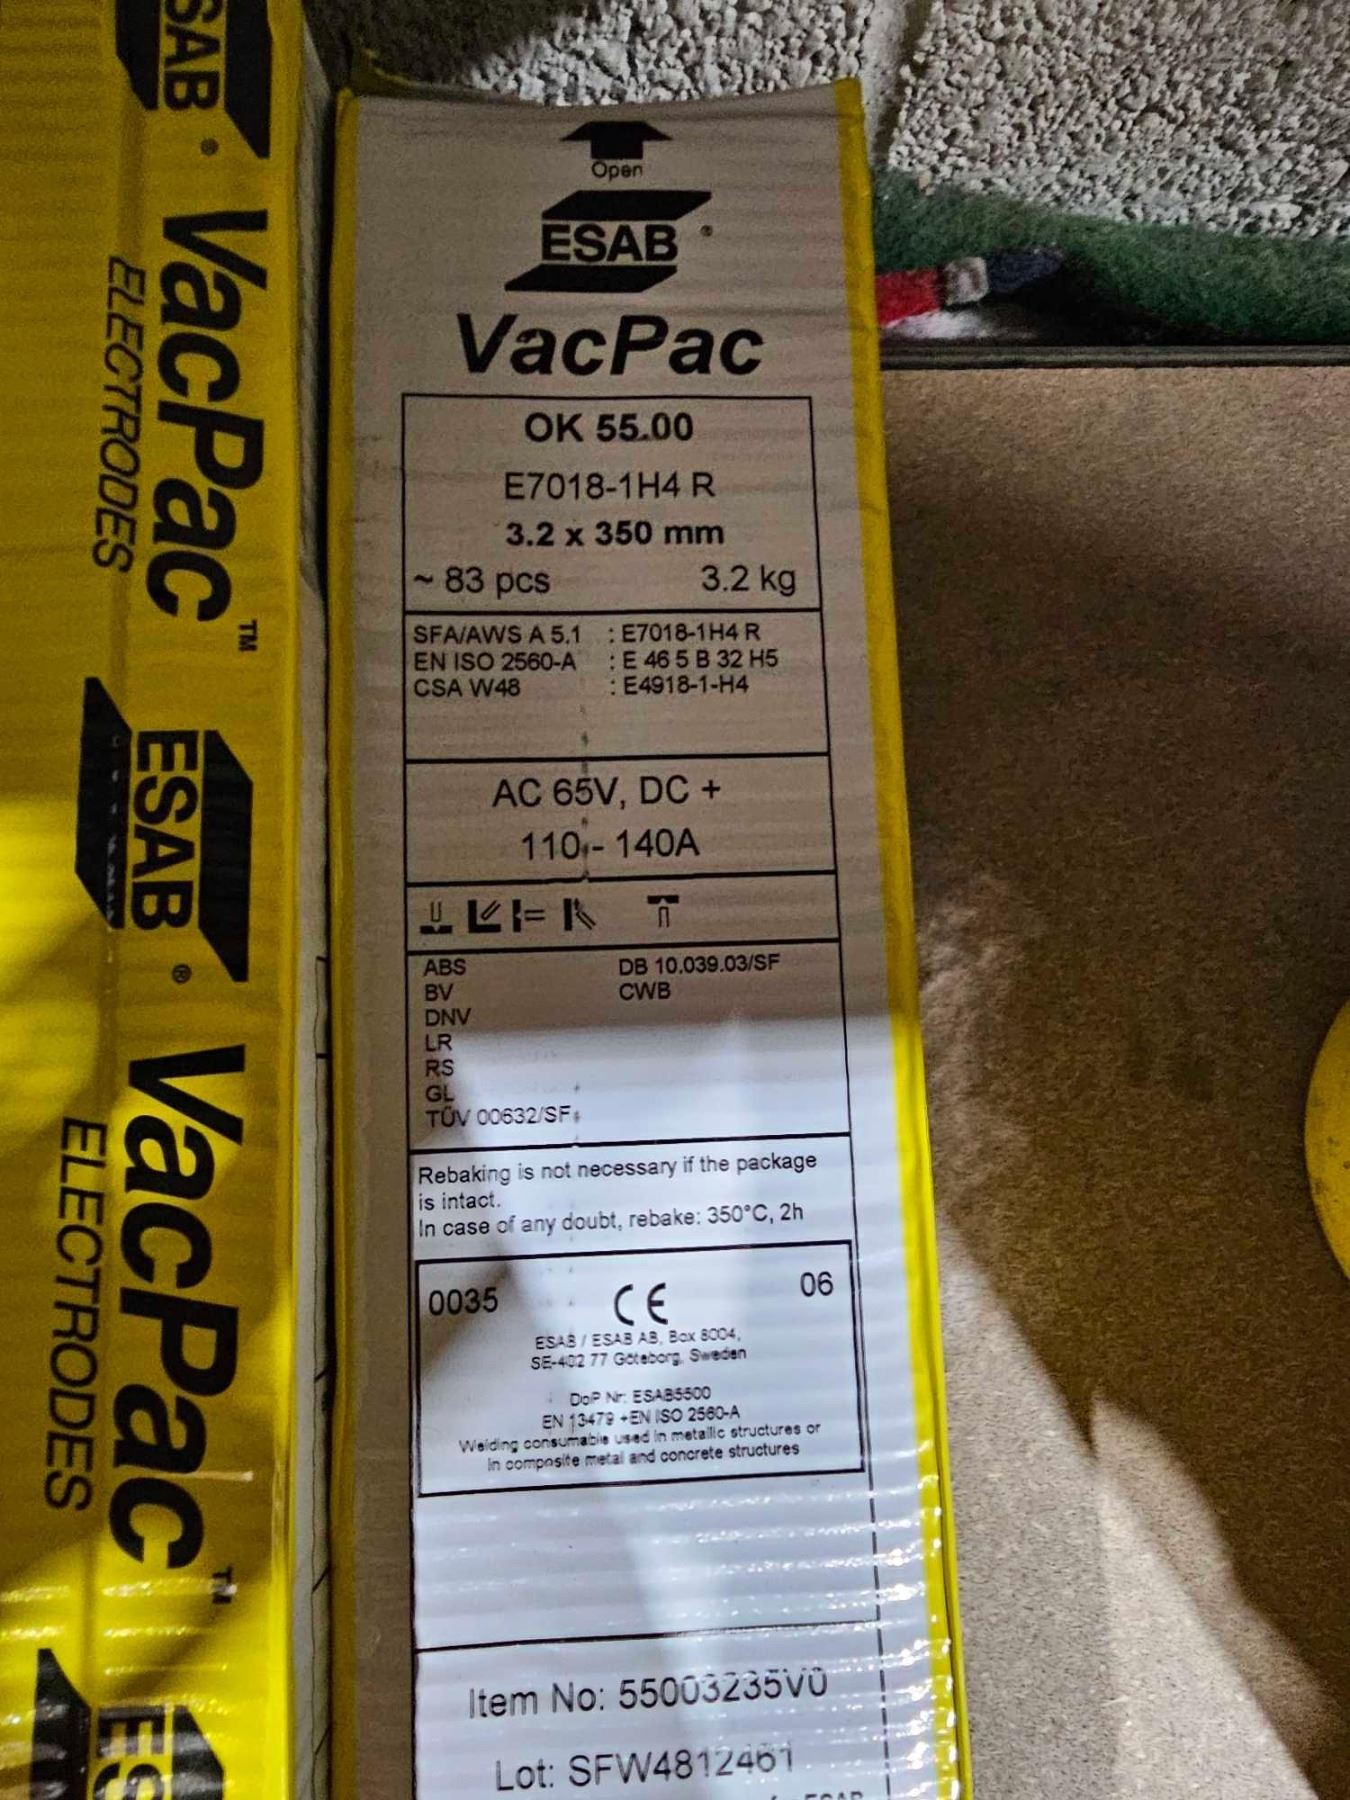 ESAB
VacPac
ELECTRODES
TM
ESAB
®
VacPac
ELECTRODES
TM
ES
Open
ESAB ®
VacPac
OK 55.00
E7018-1H4 R
3.2 x 350 mm
~ 83 pcs 3.2 kg
SFA/AWS A 5.1 : E7018-1H4 R
EN ISO 2560-A : E 46 5 B 32 H5
CSA W48 : E4918-1-H4
AC 65V, DC +
110 - 140A
ABS DB 10.039.03/SF
BV CWB
DNV
LR
RS
GL
TÜV 00632/SF
Rebaking is not necessary if the package
is intact.
In case of any doubt, rebake: 350°C, 2h
0035 CE 06
ESAB / ESAB AB, Box 8004,
SE-402 77 Göteborg, Sweden
DoP Nr: ESAB5500
EN 13479 +EN ISO 2560-A
Welding consumable used in metallic structures or
in composite metal and concrete structures
Item No: 55003235V0
Lot: SFW4812461
ESAB